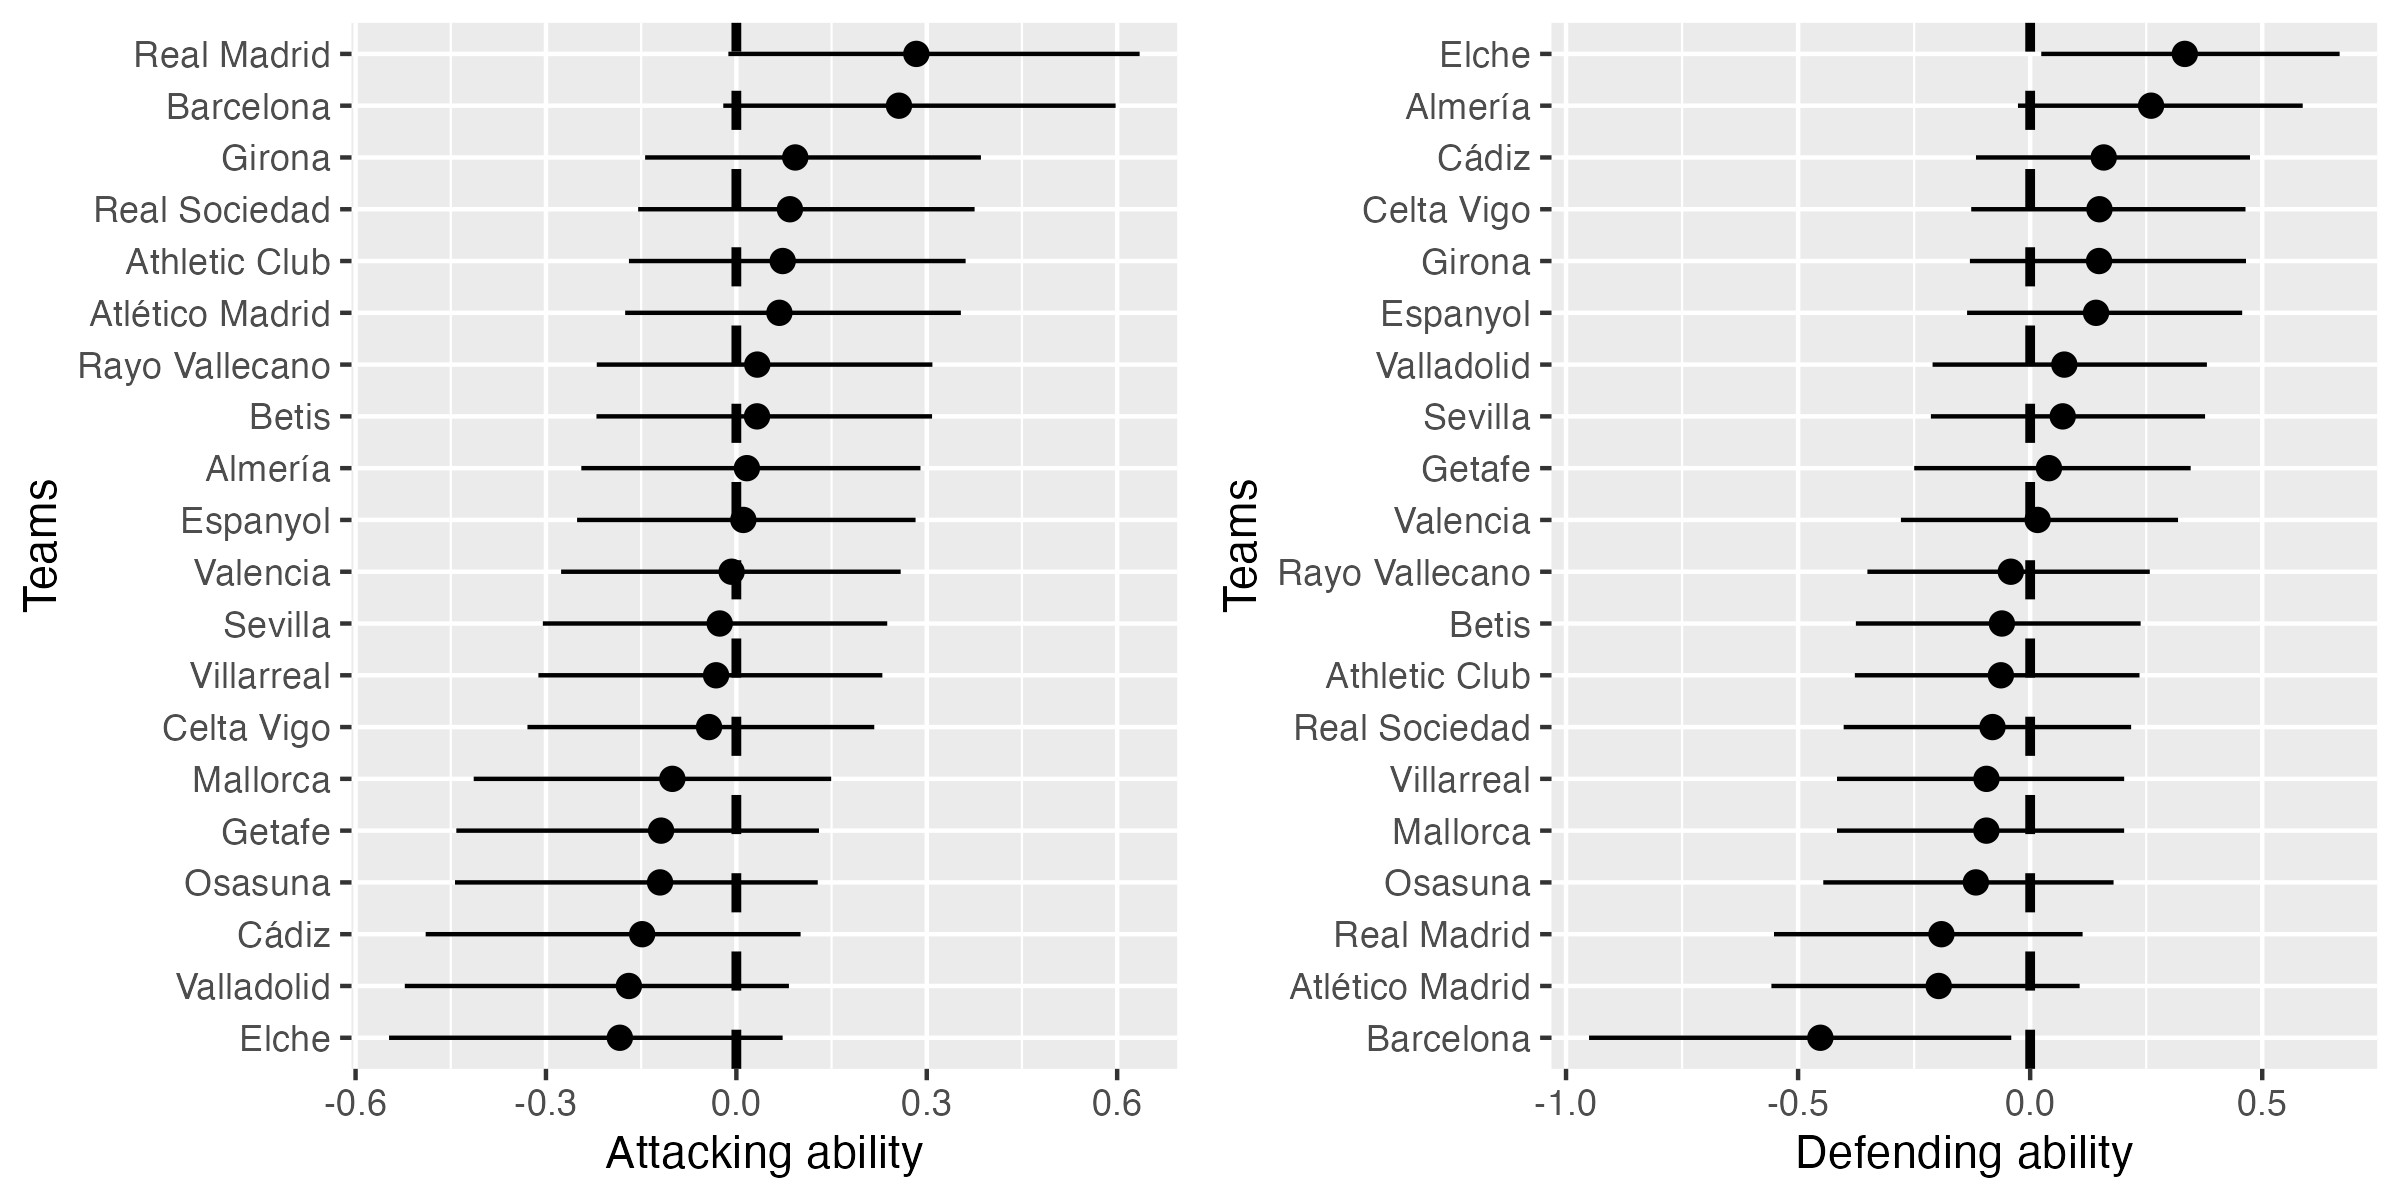 Teams
Real Madrid
Barcelona
Girona
Real Sociedad
Athletic Club
Atlético Madrid
Rayo Vallecano
Betis
Almería
Espanyol
Valencia
Sevilla
Villarreal
Celta Vigo
Mallorca
Getafe
Osasuna
Cádiz
Valladolid
Elche
-0.6 -0.3 0.0 0.3 0.6
Attacking ability
Teams
Elche
Almería
Cádiz
Celta Vigo
Girona
Espanyol
Valladolid
Sevilla
Getafe
Valencia
Rayo Vallecano
Betis
Athletic Club
Real Sociedad
Villarreal
Mallorca
Osasuna
Real Madrid
Atlético Madrid
Barcelona
-1.0 -0.5 0.0 0.5
Defending ability